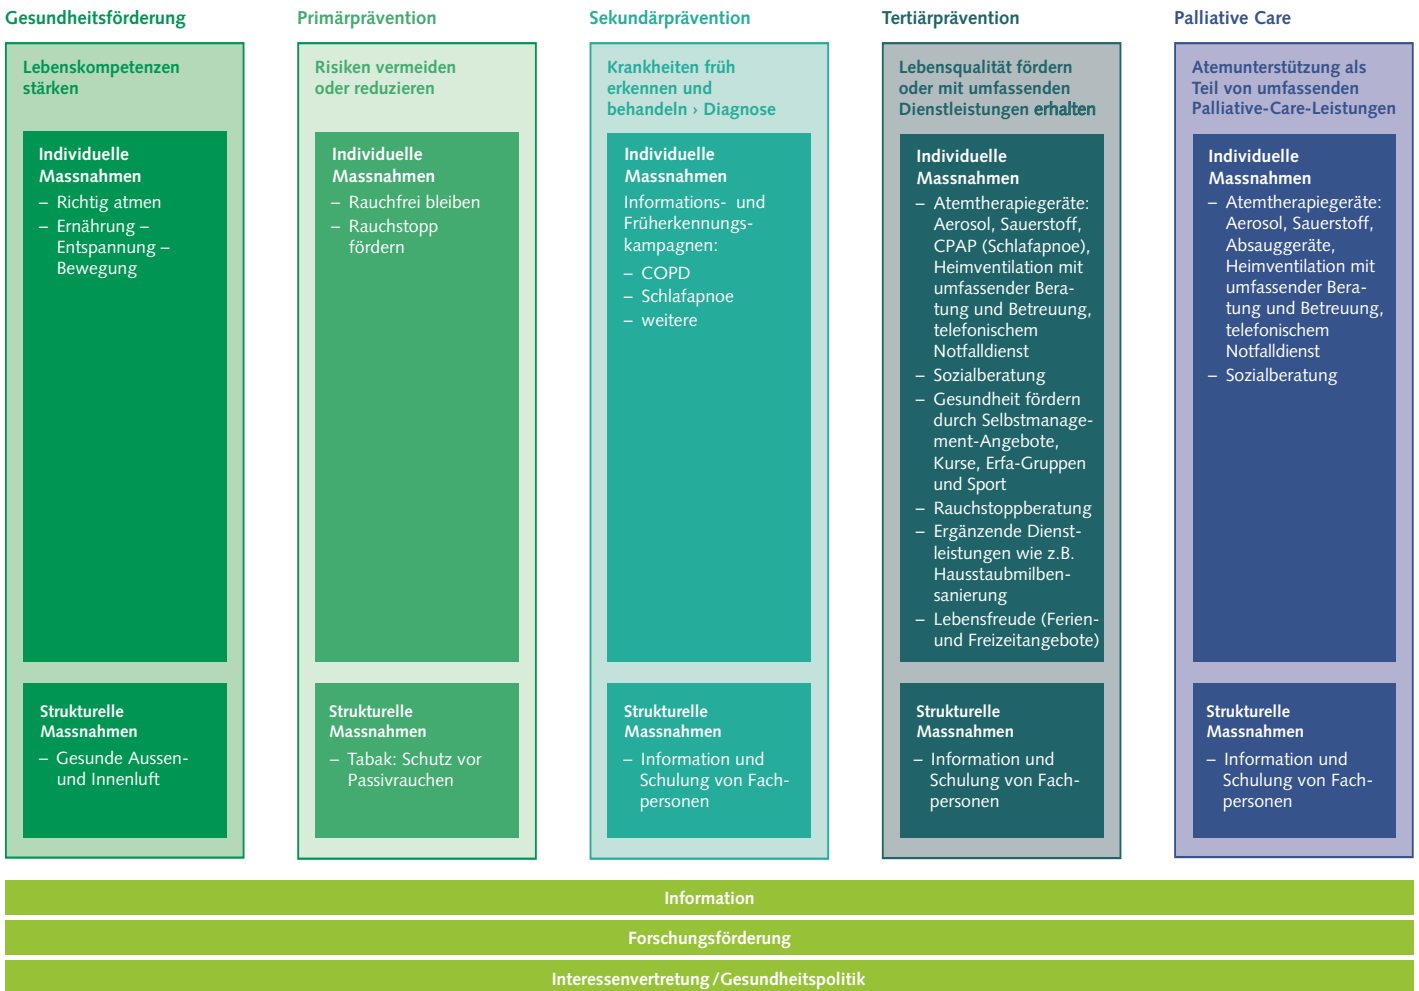 Gesundheitsförderung
Lebenskompetenzen
stärken
Individuelle
Massnahmen
– Richtig atmen
– Ernährung –
Entspannung –
Bewegung
Strukturelle
Massnahmen
– Gesunde Aussen-
und Innenluft
Primärprävention
Risiken vermeiden
oder reduzieren
Individuelle
Massnahmen
– Rauchfrei bleiben
– Rauchstopp
fördern
Strukturelle
Massnahmen
– Tabak: Schutz vor
Passivrauchen
Sekundärprävention
Krankheiten früh
erkennen und
behandeln › Diagnose
Individuelle
Massnahmen
Informations- und
Früherkennungs-
kampagnen:
– COPD
– Schlafapnoe
– weitere
Strukturelle
Massnahmen
– Information und
Schulung von Fach-
personen
Tertiärprävention
Lebensqualität fördern
oder mit umfassenden
Dienstleistungen erhalten
Individuelle
Massnahmen
– Atemtherapiegeräte:
Aerosol, Sauerstoff,
CPAP (Schlafapnoe),
Heimventilation mit
umfassender Bera-
tung und Betreuung,
telefonischem
Notfalldienst
– Sozialberatung
– Gesundheit fördern
durch Selbstmanage-
ment-Angebote,
Kurse, Erfa-Gruppen
und Sport
– Rauchstoppberatung
– Ergänzende Dienst-
leistungen wie z.B.
Hausstaubmilben-
sanierung
– Lebensfreude (Ferien-
und Freizeitangebote)
Strukturelle
Massnahmen
– Information und
Schulung von Fach-
personen
Palliative Care
Atemunterstützung als
Teil von umfassenden
Palliative-Care-Leistungen
Individuelle
Massnahmen
– Atemtherapiegeräte:
Aerosol, Sauerstoff,
Absauggeräte,
Heimventilation mit
umfassender Bera-
tung und Betreuung,
telefonischem
Notfalldienst
– Sozialberatung
Strukturelle
Massnahmen
– Information und
Schulung von Fach-
personen
Information
Forschungsförderung
Interessenvertretung / Gesundheitspolitik